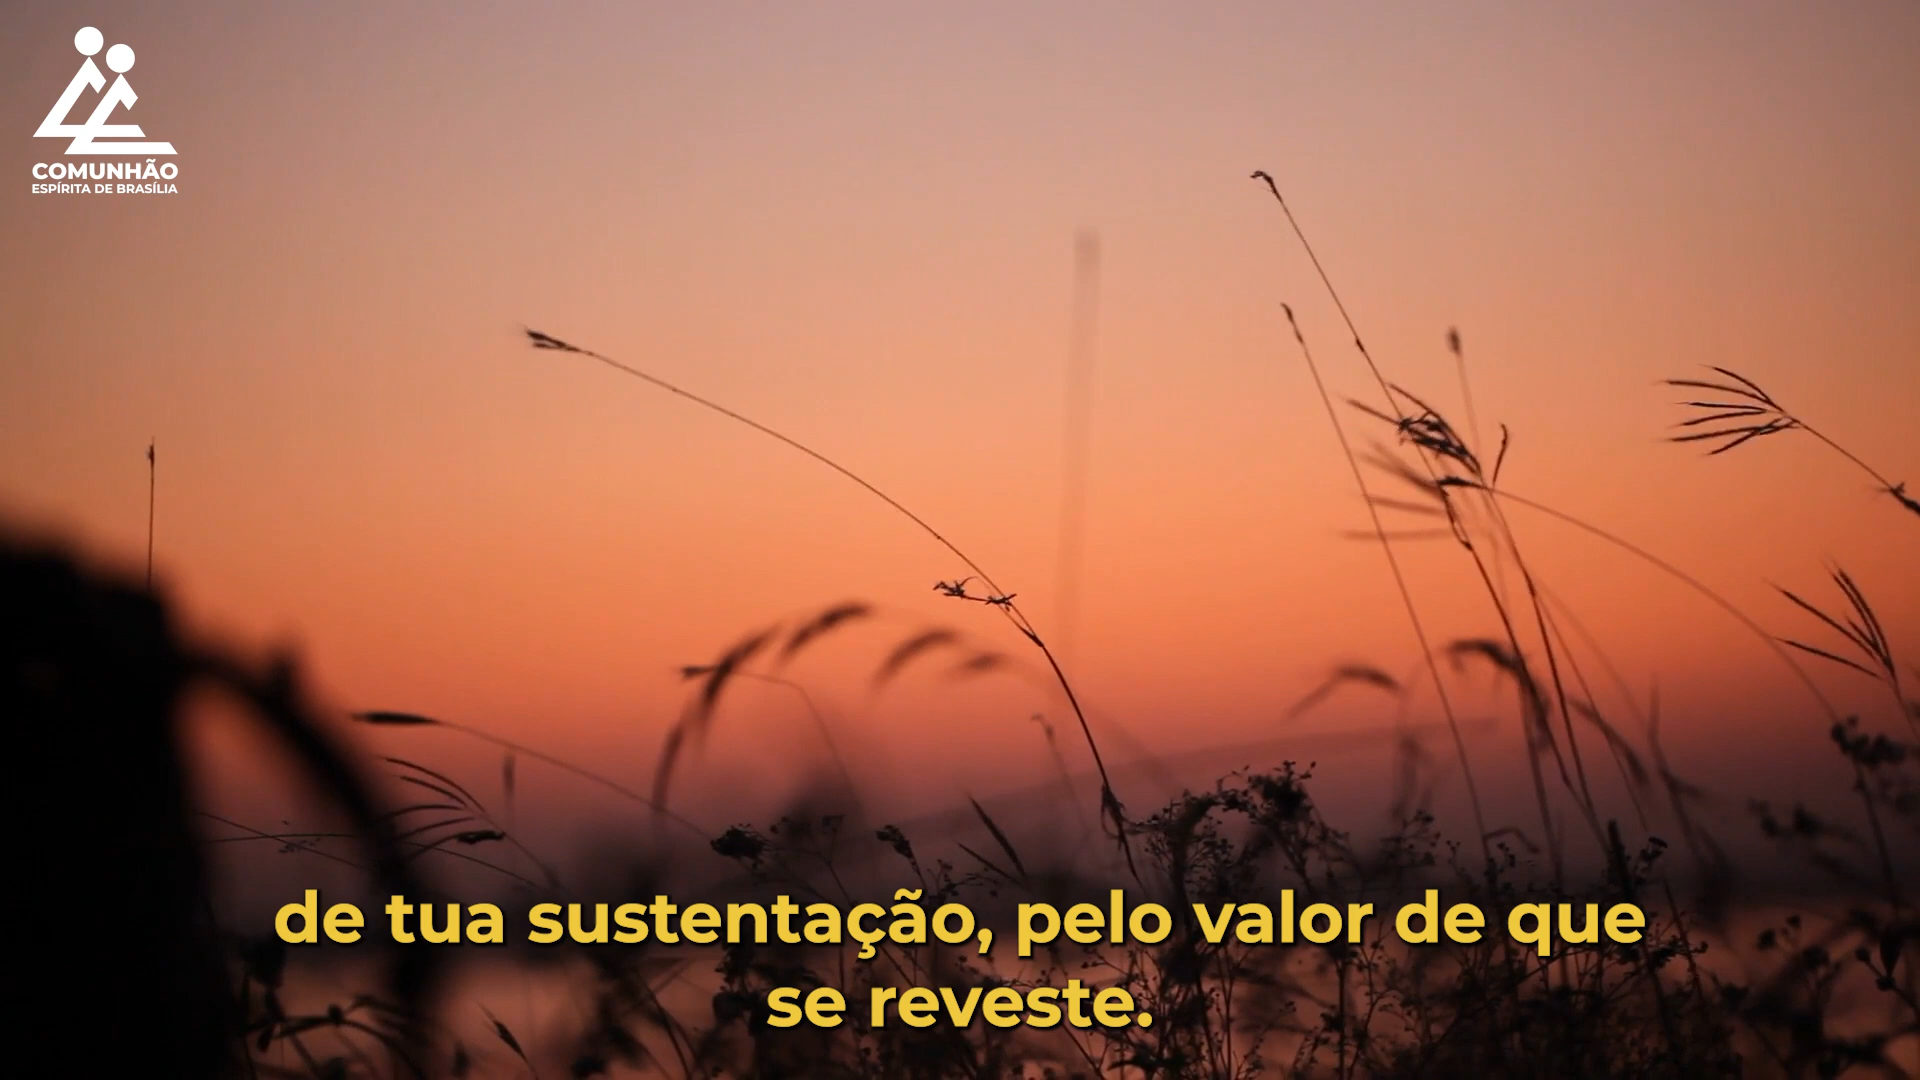 COMUNHÃO
ESPÍRITA DE BRASÍLIA
de tua sustentação, pelo valor de que
se reveste.